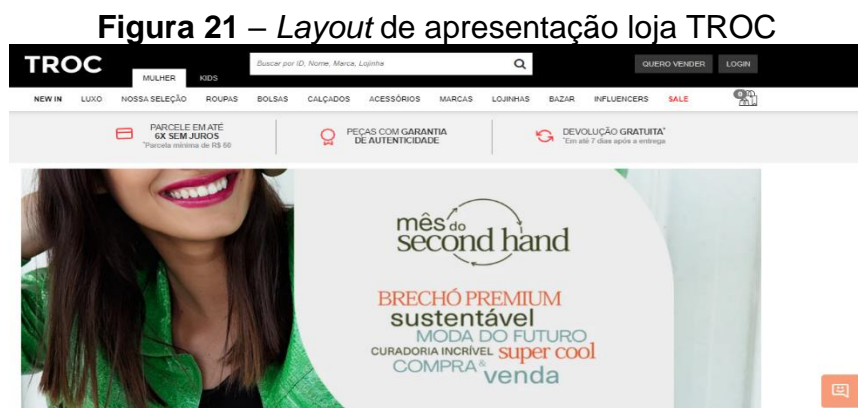 Figura 21 – Layout de apresentação loja TROC
TROC
MULHER
KIDS
Buscar por ID, Nome, Marca, Lojinha
QUERO VENDER
LOGIN
NEW IN LUXO NOSSA SELEÇÃO ROUPAS BOLSAS CALÇADOS ACESSÓRIOS MARCAS LOJINHAS BAZAR INFLUENCERS SALE
0
PARCELE EM ATÉ
6X SEM JUROS
*Parcela mínima de R$ 50
PEÇAS COM GARANTIA
DE AUTENTICIDADE
DEVOLUÇÃO GRATUITA*
*Em até 7 dias após a entrega
mês do
second hand
BRECHÓ PREMIUM
sustentável
MODA DO FUTURO
CURADORIA INCRÍVEL super cool
COMPRA &
venda